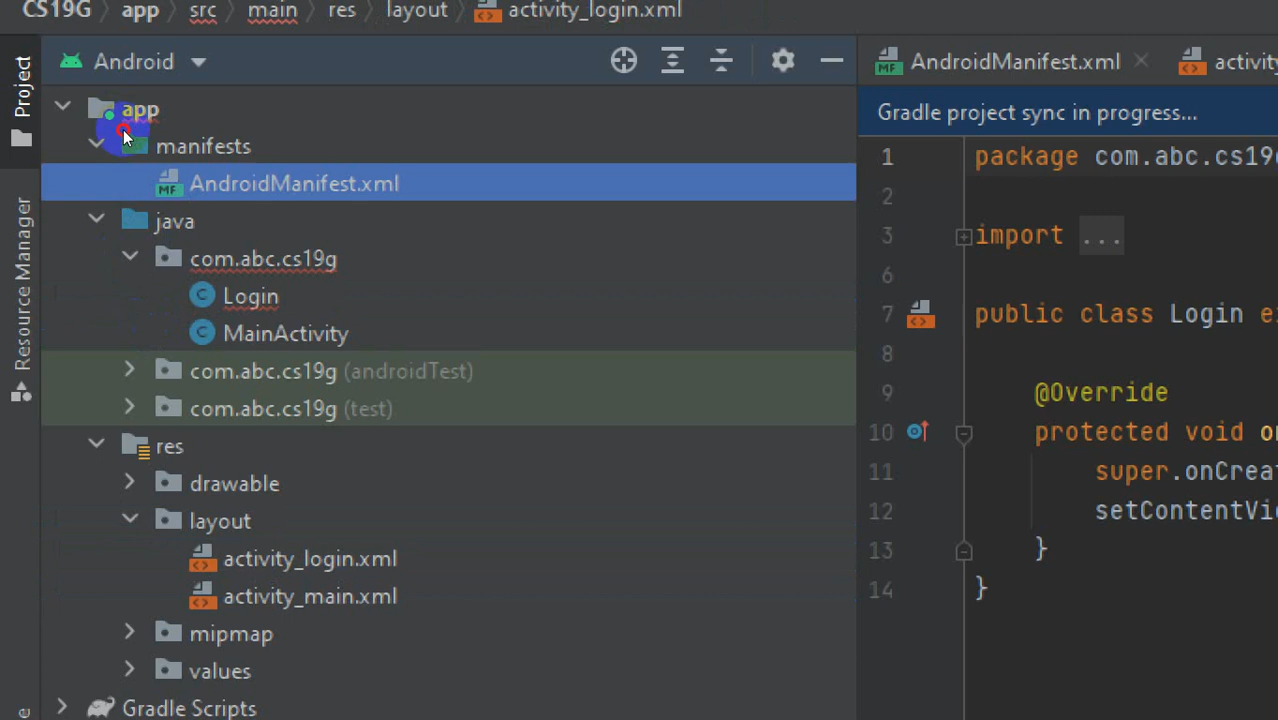 CS19G app src main res layout activity_login.xml
Project
Resource Manager
Android
app
manifests
AndroidManifest.xml
java
com.abc.cs19g
Login
MainActivity
com.abc.cs19g (androidTest)
com.abc.cs19g (test)
res
drawable
layout
activity_login.xml
activity_main.xml
mipmap
values
Gradle Scripts
AndroidManifest.xml
Gradle project sync in progress...
1 package com.abc.cs19
2
3 import ...
6
7 public class Login
8
9 @Override
10 protected void
11 super.onCrea
12 setContentVi
13 }
14 }